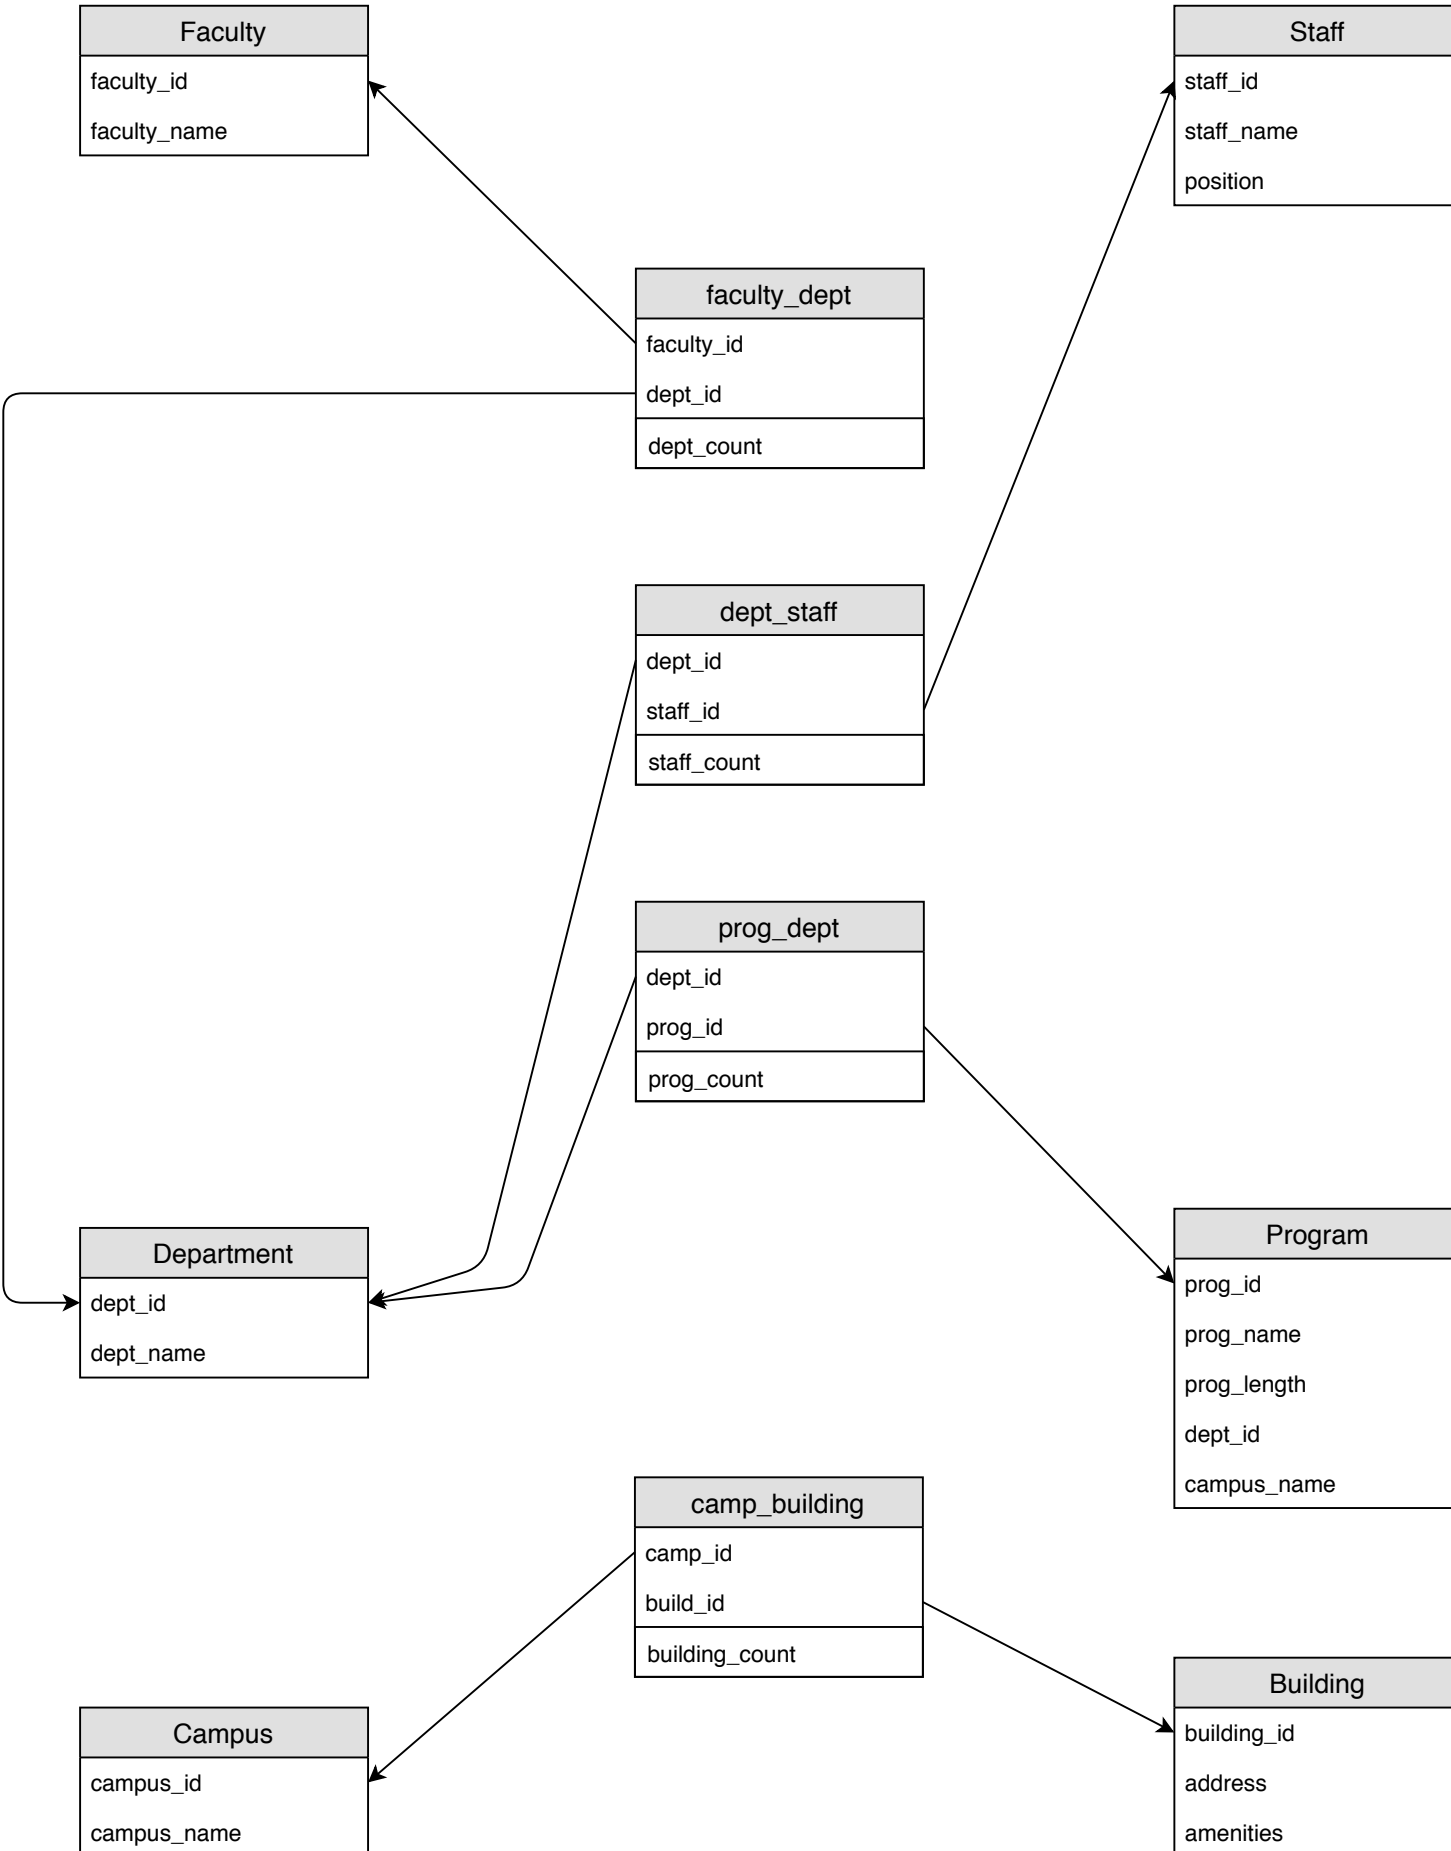 Faculty
faculty_id
faculty_name
Staff
staff_id
staff_name
position
faculty_dept
faculty_id
dept_id
dept_count
dept_staff
dept_id
staff_id
staff_count
prog_dept
dept_id
prog_id
prog_count
Department
dept_id
dept_name
Program
prog_id
prog_name
prog_length
dept_id
campus_name
camp_building
camp_id
build_id
building_count
Campus
campus_id
campus_name
Building
building_id
address
amenities